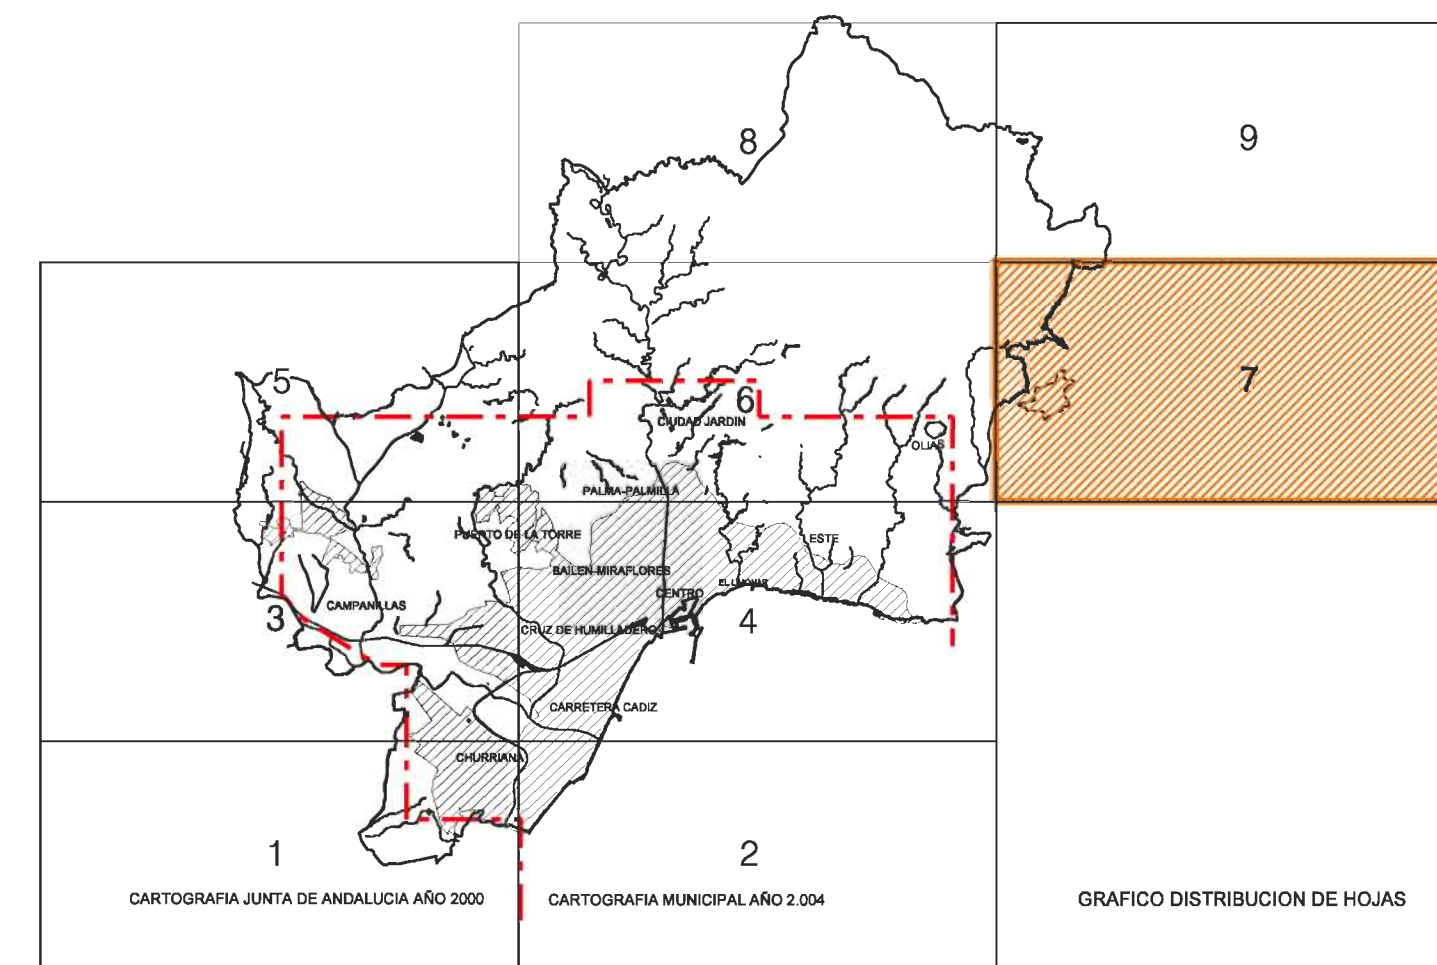 8
9
5
6
7
CIUDAD JARDIN
OLIAS
PALMA-PALMILLA
PUERTO DE LA TORRE
LESTE
BAILEN MIRAFLORES
EL LIMONAR
CENTRO
CAMPANILLAS
3
CRUZ DE HUMILLADERO
4
CARRETERA CADIZ
CHURRIANA
1
2
CARTOGRAFIA JUNTA DE ANDALUCIA AÑO 2000
CARTOGRAFIA MUNICIPAL AÑO 2.004
GRAFICO DISTRIBUCION DE HOJAS